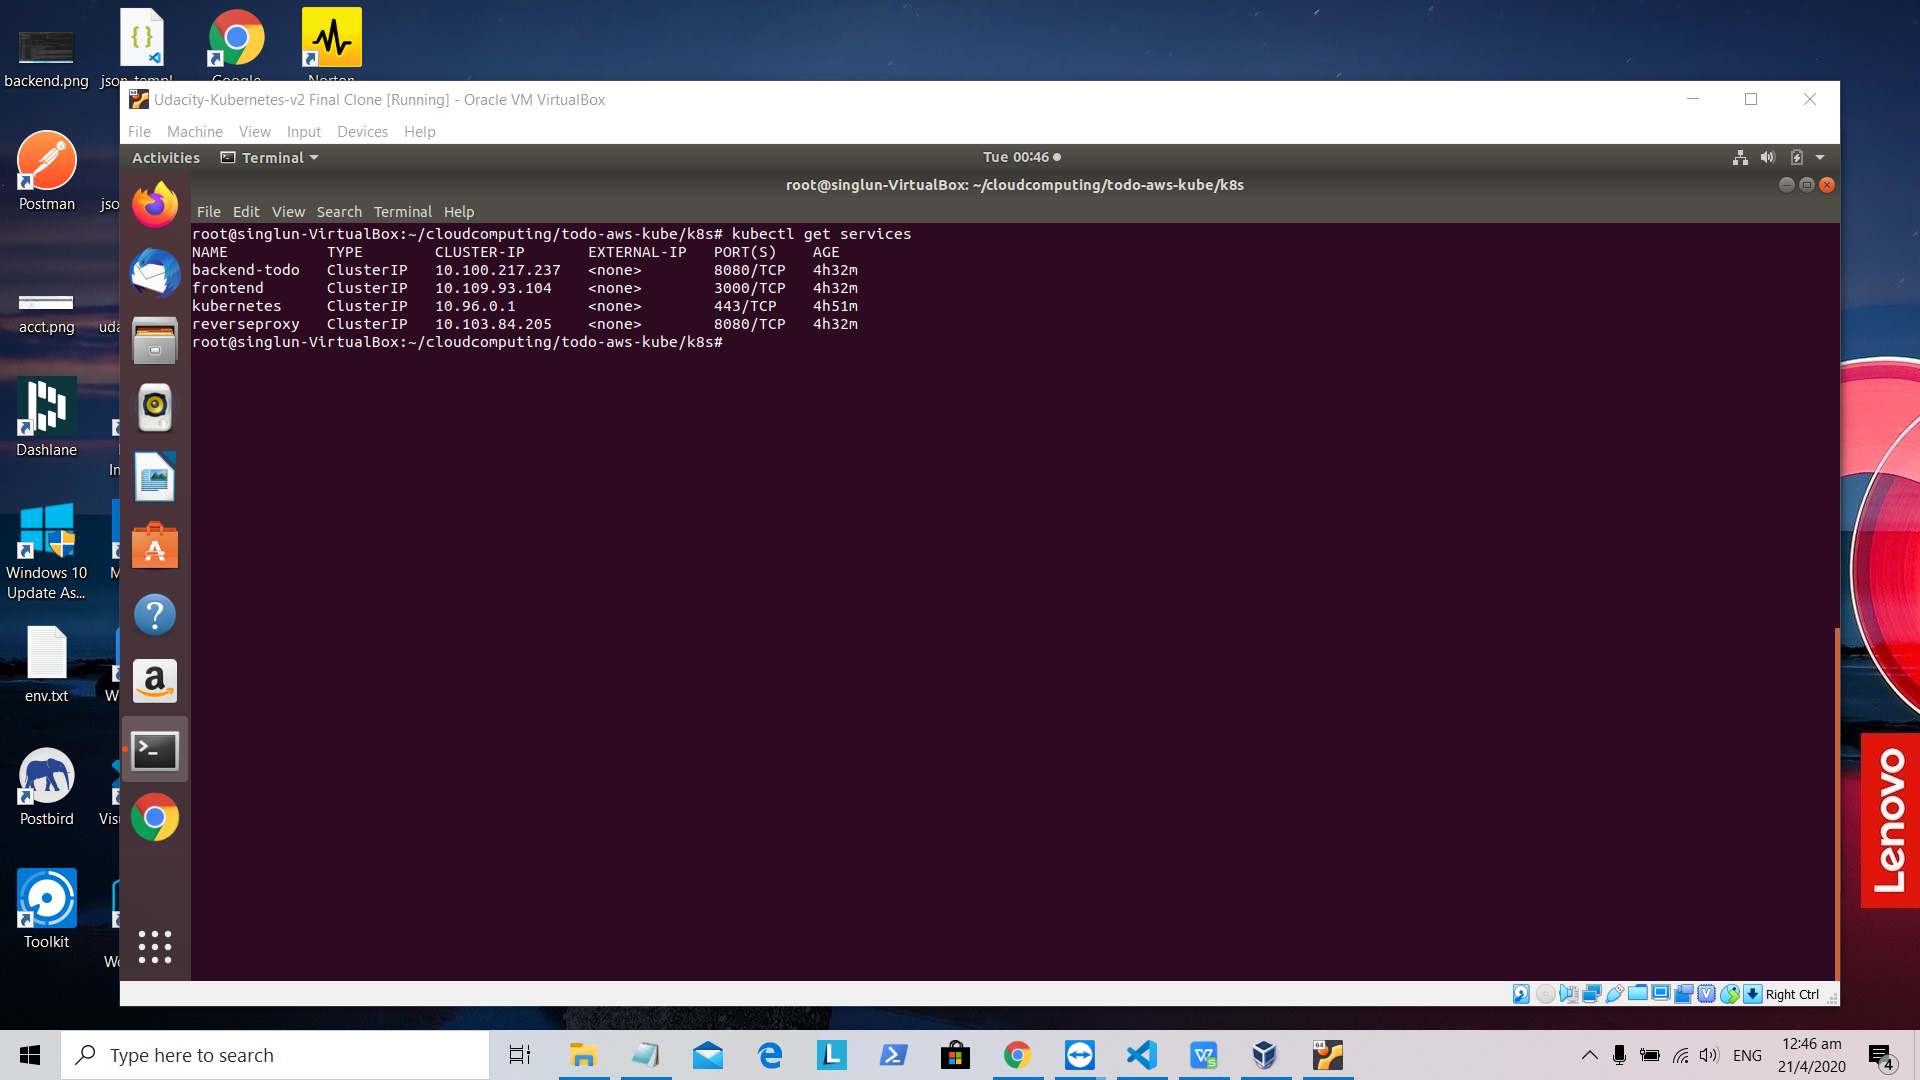 backend.png
json-templ
Google
Norton
Udacity-Kubernetes-v2 Final Clone [Running] - Oracle VM VirtualBox
File Machine View Input Devices Help
Activities Terminal Tue 00:46
root@singlun-VirtualBox: ~/cloudcomputing/todo-aws-kube/k8s
File Edit View Search Terminal Help
root@singlun-VirtualBox:~/cloudcomputing/todo-aws-kube/k8s# kubectl get services
NAME TYPE CLUSTER-IP EXTERNAL-IP PORT(S) AGE
backend-todo ClusterIP 10.100.217.237 <none> 8080/TCP 4h32m
frontend ClusterIP 10.109.93.104 <none> 3000/TCP 4h32m
kubernetes ClusterIP 10.96.0.1 <none> 443/TCP 4h51m
reverseproxy ClusterIP 10.103.84.205 <none> 8080/TCP 4h32m
root@singlun-VirtualBox:~/cloudcomputing/todo-aws-kube/k8s#
Postman
acct.png
Dashlane
Windows 10
Update As...
env.txt
Postbird
Toolkit
Lenovo
Right Ctrl
Type here to search
ENG
12:46 am
21/4/2020
4